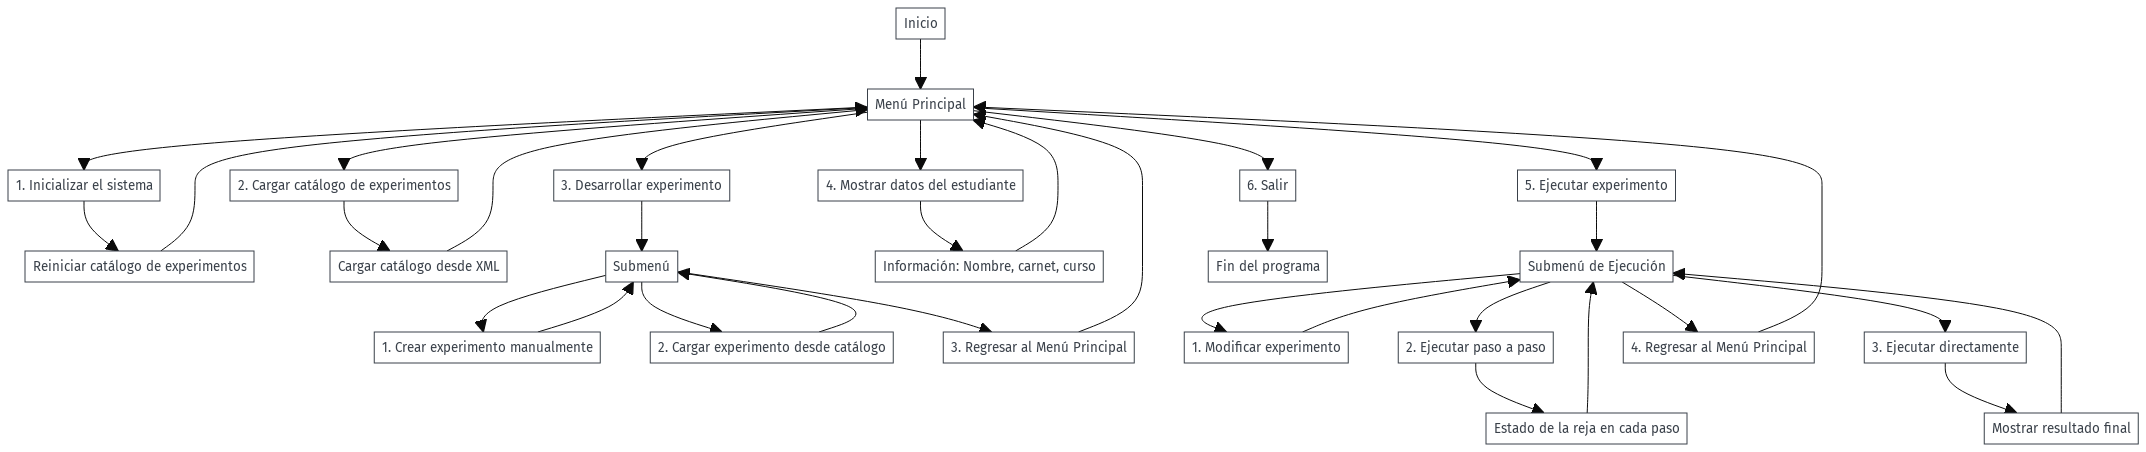 Inicio
Menú Principal
1. Inicializar el sistema
2. Cargar catálogo de experimentos
3. Desarrollar experimento
4. Mostrar datos del estudiante
6. Salir
5. Ejecutar experimento
Reiniciar catálogo de experimentos
Cargar catálogo desde XML
Submenú
Información: Nombre, carnet, curso
Fin del programa
Submenú de Ejecución
1. Crear experimento manualmente
2. Cargar experimento desde catálogo
3. Regresar al Menú Principal
1. Modificar experimento
2. Ejecutar paso a paso
4. Regresar al Menú Principal
3. Ejecutar directamente
Estado de la reja en cada paso
Mostrar resultado final